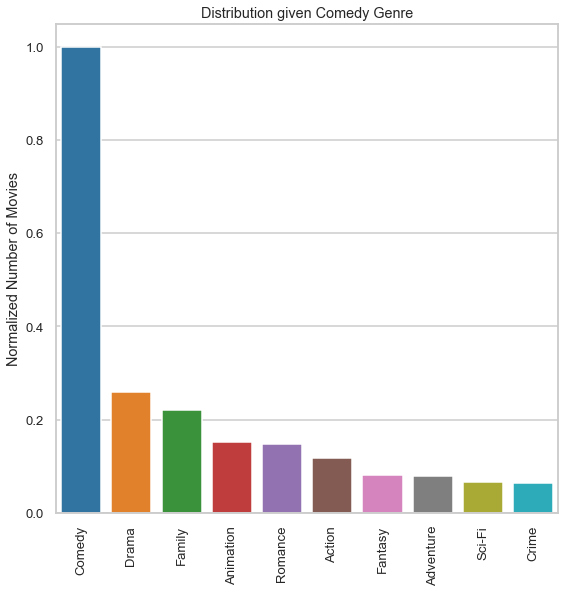 Distribution given Comedy Genre
Normalized Number of Movies
1.0
0.8
0.6
0.4
0.2
0.0
Comedy
Drama
Family
Animation
Romance
Action
Fantasy
Adventure
Sci-Fi
Crime